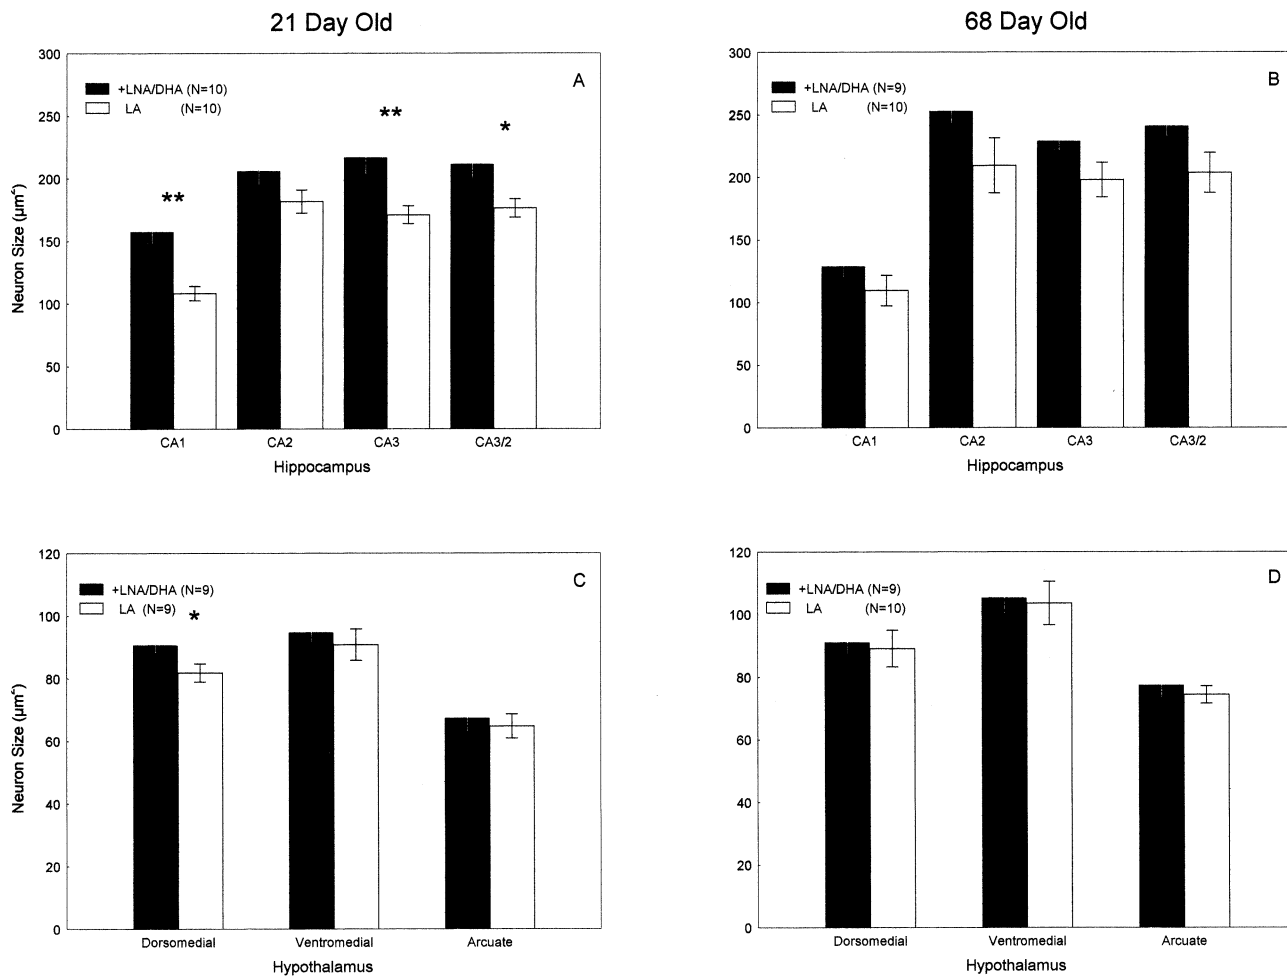 21 Day Old
68 Day Old
A
+LNA/DHA (N=10)
LA (N=10)
**
**
*
Neuron Size (µm²)
300
250
200
150
100
50
0
CA1 CA2 CA3 CA3/2
Hippocampus
B
+LNA/DHA (N=9)
LA (N=10)
300
250
200
150
100
50
0
CA1 CA2 CA3 CA3/2
Hippocampus
C
+LNA/DHA (N=9)
LA (N=9)
*
Neuron Size (µm²)
120
100
80
60
40
20
0
Dorsomedial Ventromedial Arcuate
Hypothalamus
D
+LNA/DHA (N=9)
LA (N=10)
120
100
80
60
40
20
0
Dorsomedial Ventromedial Arcuate
Hypothalamus